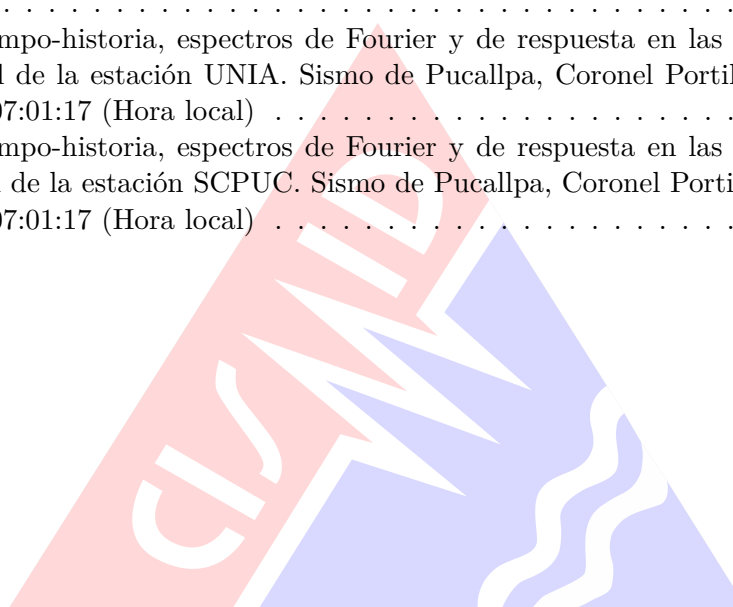 . . . . . . . . . . . . . . . . . . . . . . . . . . .
mpo-historia, espectros de Fourier y de respuesta en las
l de la estación UNIA. Sismo de Pucallpa, Coronel Portil
07:01:17 (Hora local) . . . . . . . . . . . . . . . . . . . .
mpo-historia, espectros de Fourier y de respuesta en las
de la estación SCPUC. Sismo de Pucallpa, Coronel Porti
07:01:17 (Hora local) . . . . . . . . . . . . . . . . . . . .
CISMID